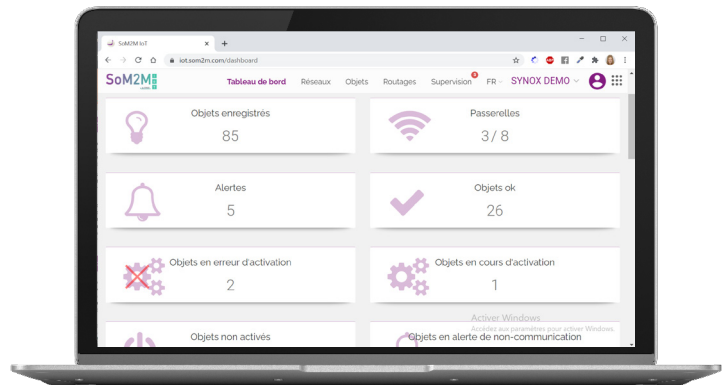 SoM2M IoT
iot.som2m.com/dashboard
SoM2M
Tableau de bord Réseaux Objets Routages Supervision FR SYNOX DEMO
Objets enregistrés
85
Passerelles
3/ 8
Alertes
5
Objets ok
26
Objets en erreur d'activation
2
Objets en cours d'activation
1
Activer Windows
Accédez aux paramètres pour activer Windows.
Objets non activés
Objets en alerte de non-communication